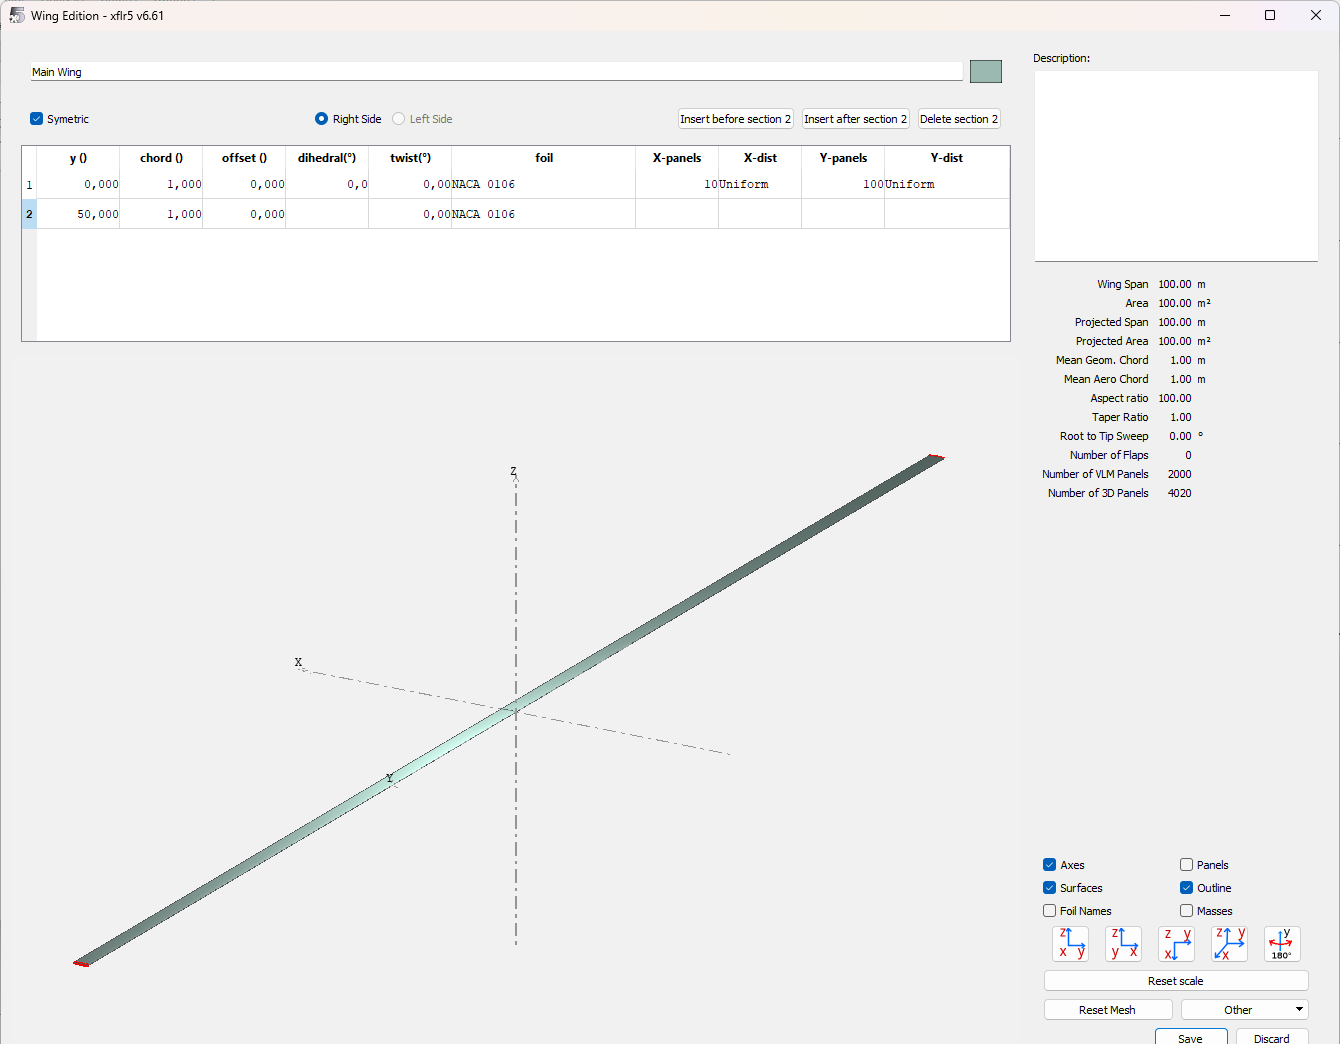 Wing Edition - xflr5 v6.61
Main Wing
Description:
Symetric
Right Side
Left Side
Insert before section 2
Insert after section 2
Delete section 2
y () chord () offset () dihedral(°) twist(°) foil X-panels X-dist Y-panels Y-dist
1 0,000 1,000 0,000 0,0 0,00 NACA 0106 10 Uniform 100 Uniform
2 50,000 1,000 0,000 0,00 NACA 0106
Wing Span 100.00 m
Area 100.00 m²
Projected Span 100.00 m
Projected Area 100.00 m²
Mean Geom. Chord 1.00 m
Mean Aero Chord 1.00 m
Aspect ratio 100.00
Taper Ratio 1.00
Root to Tip Sweep 0.00 °
Number of Flaps 0
Number of VLM Panels 2000
Number of 3D Panels 4020
Z
X
Y
Axes
Panels
Surfaces
Outline
Foil Names
Masses
z x y
z y x
z y x
z y x
y 180°
Reset scale
Reset Mesh
Other
Save
Discard